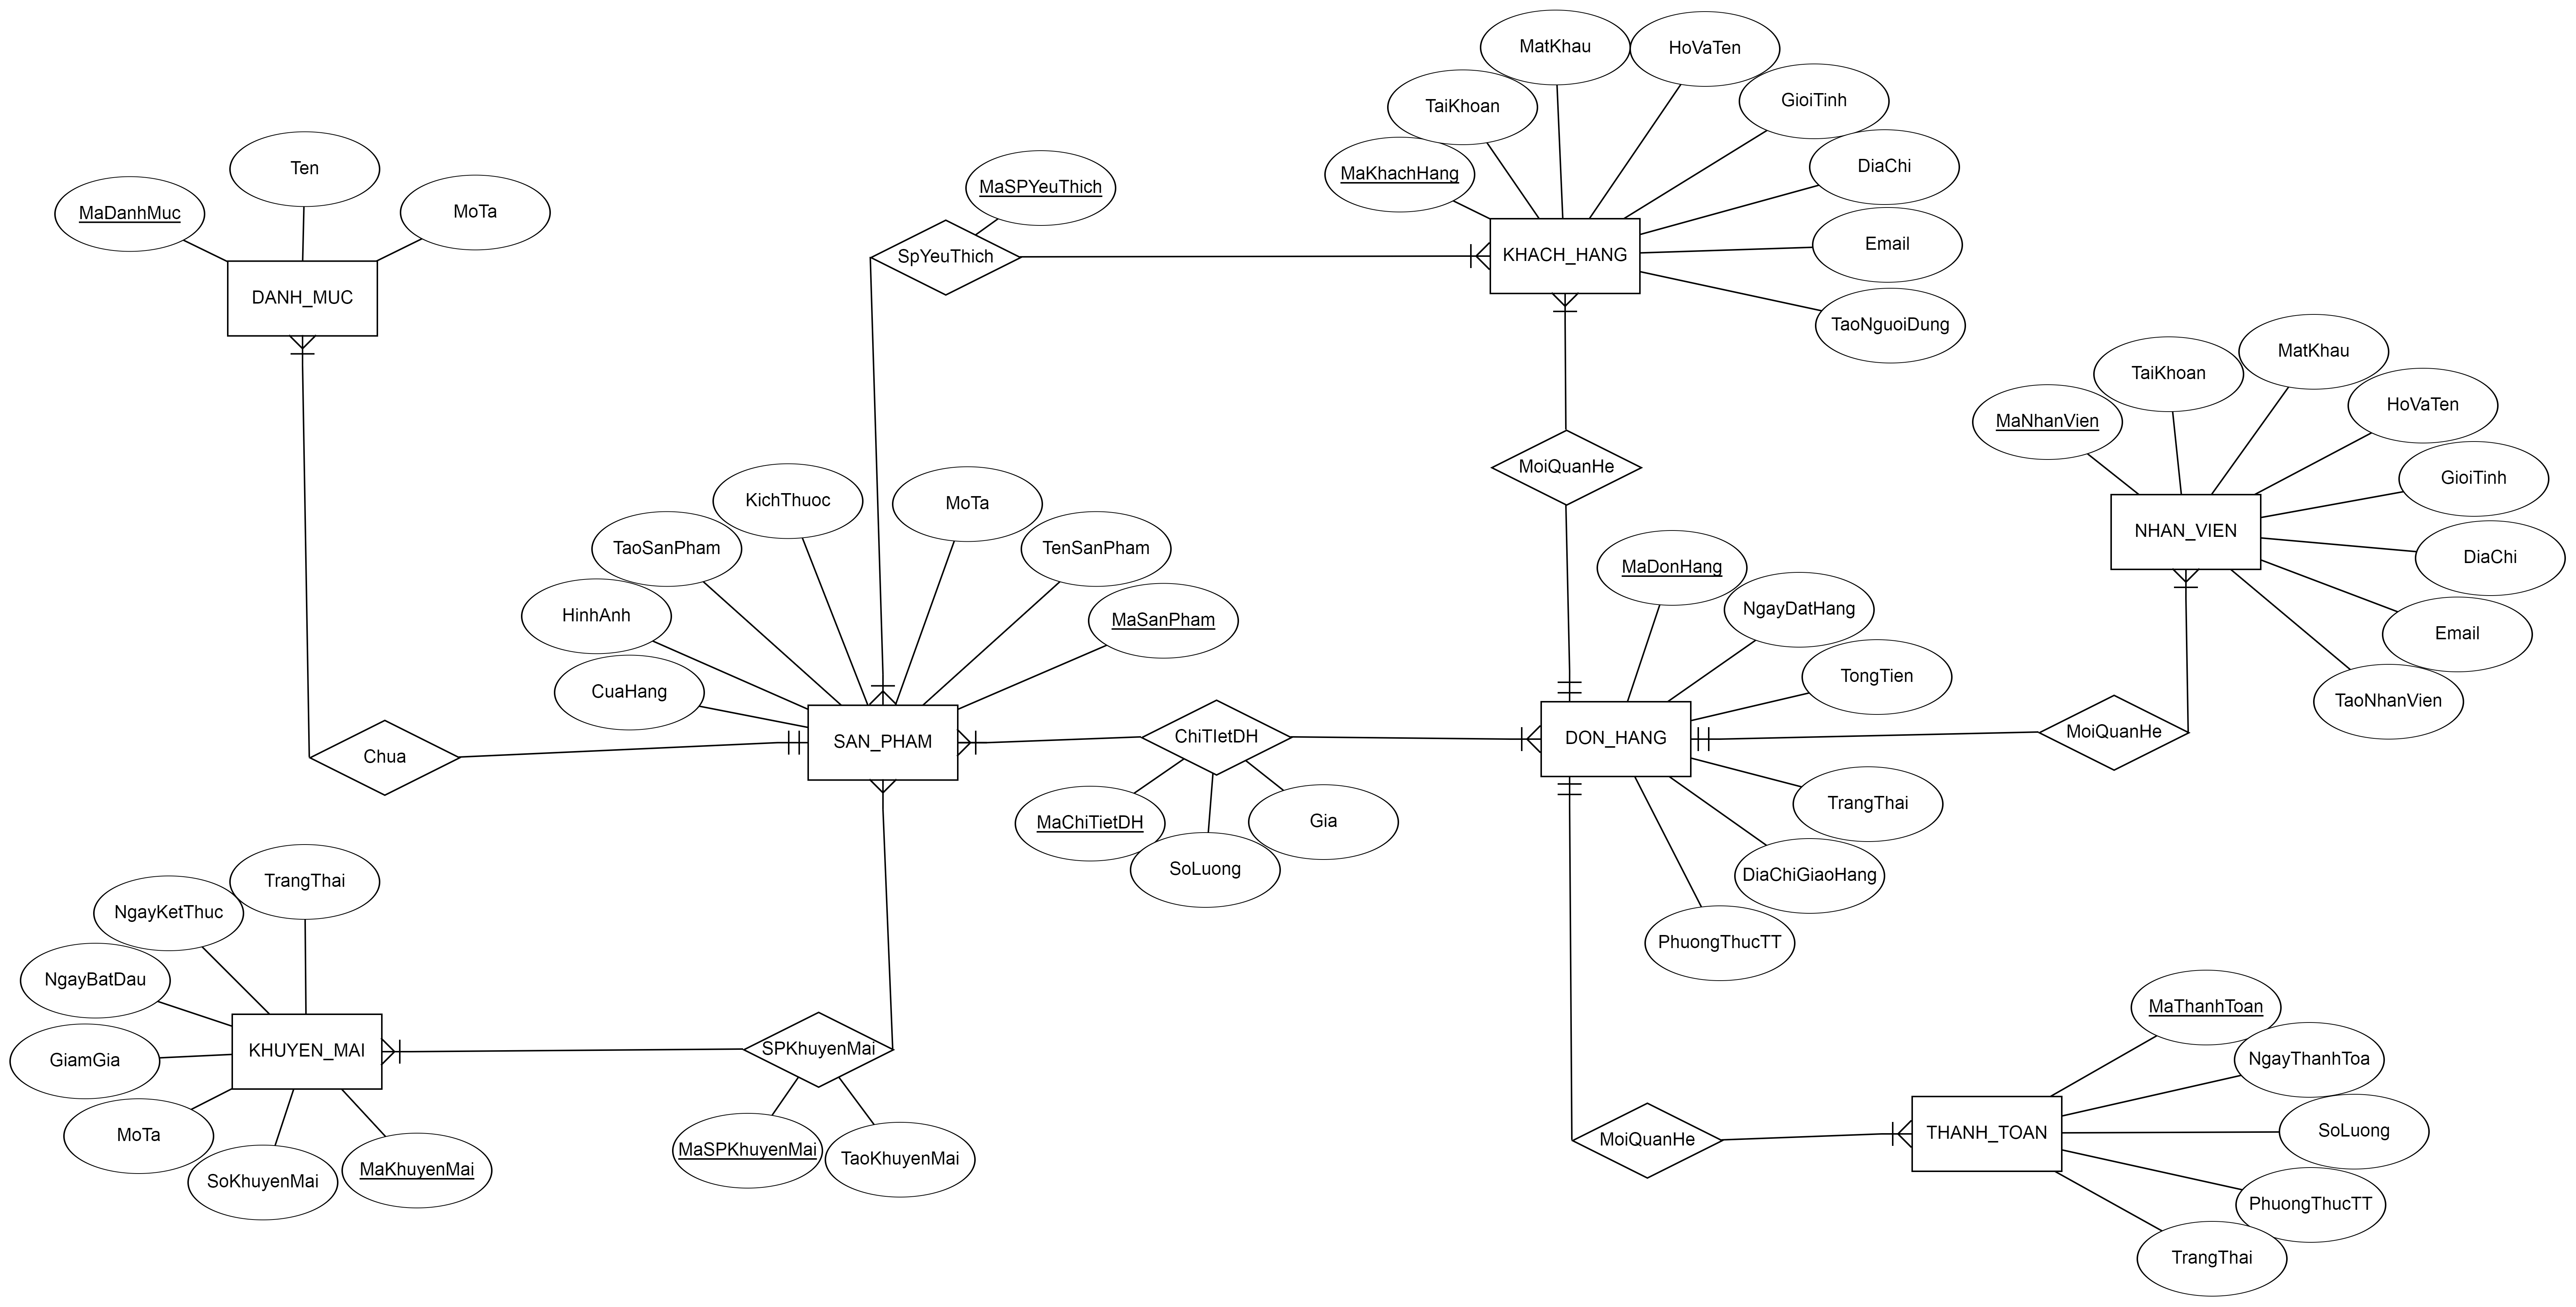 MatKhau
HoVaTen
TaiKhoan
GioiTinh
MaKhachHang
DiaChi
Email
TaoNguoiDung
KHACH_HANG
Ten
MaDanhMuc
MoTa
DANH_MUC
MaSPYeuThich
SpYeuThich
MoiQuanHe
MatKhau
TaiKhoan
HoVaTen
MaNhanVien
GioiTinh
NHAN_VIEN
DiaChi
Email
TaoNhanVien
KichThuoc
MoTa
TaoSanPham
TenSanPham
HinhAnh
MaSanPham
CuaHang
SAN_PHAM
Chua
ChiTIetDH
MaChiTietDH
SoLuong
Gia
MaDonHang
NgayDatHang
TongTien
DON_HANG
MoiQuanHe
TrangThai
DiaChiGiaoHang
PhuongThucTT
TrangThai
NgayKetThuc
NgayBatDau
GiamGia
KHUYEN_MAI
MoTa
SoKhuyenMai
MaKhuyenMai
SPKhuyenMai
MaSPKhuyenMai
TaoKhuyenMai
MoiQuanHe
MaThanhToan
NgayThanhToa
THANH_TOAN
SoLuong
PhuongThucTT
TrangThai